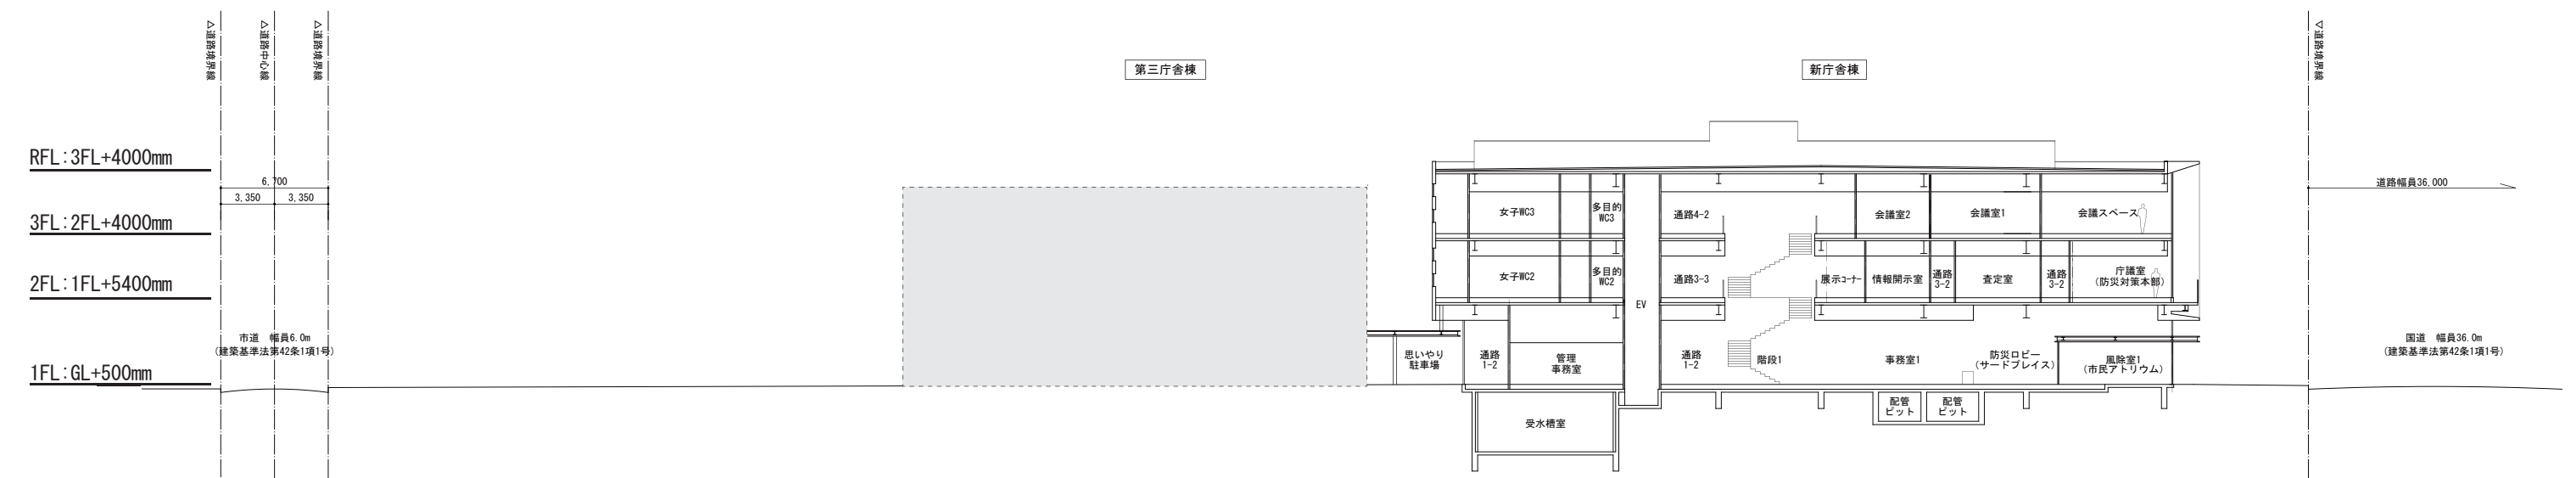 ▽道路境界線
▽道路中心線
▽道路境界線
▽道路境界線
第三庁舎棟
新庁舎棟
RFL:3FL+4000mm
6,700
3,350
3,350
道路幅員36,000
3FL:2FL+4000mm
2FL:1FL+5400mm
1FL:GL+500mm
女子WC3
多目的
WC3
通路4-2
会議室2
会議室1
会議スペース
女子WC2
多目的
WC2
通路3-3
展示コーナー
情報開示室
通路
3-2
査定室
通路
3-2
庁議室
(防災対策本部)
EV
市道 幅員6.0m
(建築基準法第42条1項1号)
思いやり
駐車場
通路
1-2
管理
事務室
通路
1-2
階段1
事務室1
防災ロビー
(サードプレイス)
風除室1
(市民アトリウム)
国道 幅員36.0m
(建築基準法第42条1項1号)
受水槽室
配管
ピット
配管
ピット